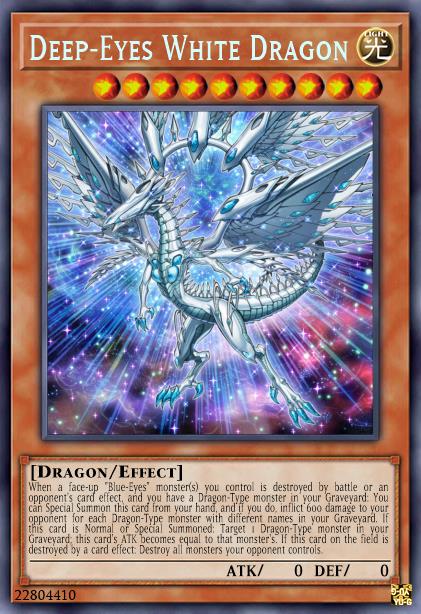 DEEP-EYES WHITE DRAGON
LIGHT
光
[DRAGON/EFFECT]
When a face-up "Blue-Eyes" monster(s) you control is destroyed by battle or an
opponent's card effect, and you have a Dragon-Type monster in your Graveyard: You
can Special Summon this card from your hand, and if you do, inflict 600 damage to your
opponent for each Dragon-Type monster with different names in your Graveyard. If
this card is Normal or Special Summoned: Target 1 Dragon-Type monster in
your Graveyard; this card's ATK becomes equal to that monster's. If this card on the field is
destroyed by a card effect: Destroy all monsters your opponent controls.
ATK/ 0 DEF/ 0
22804410